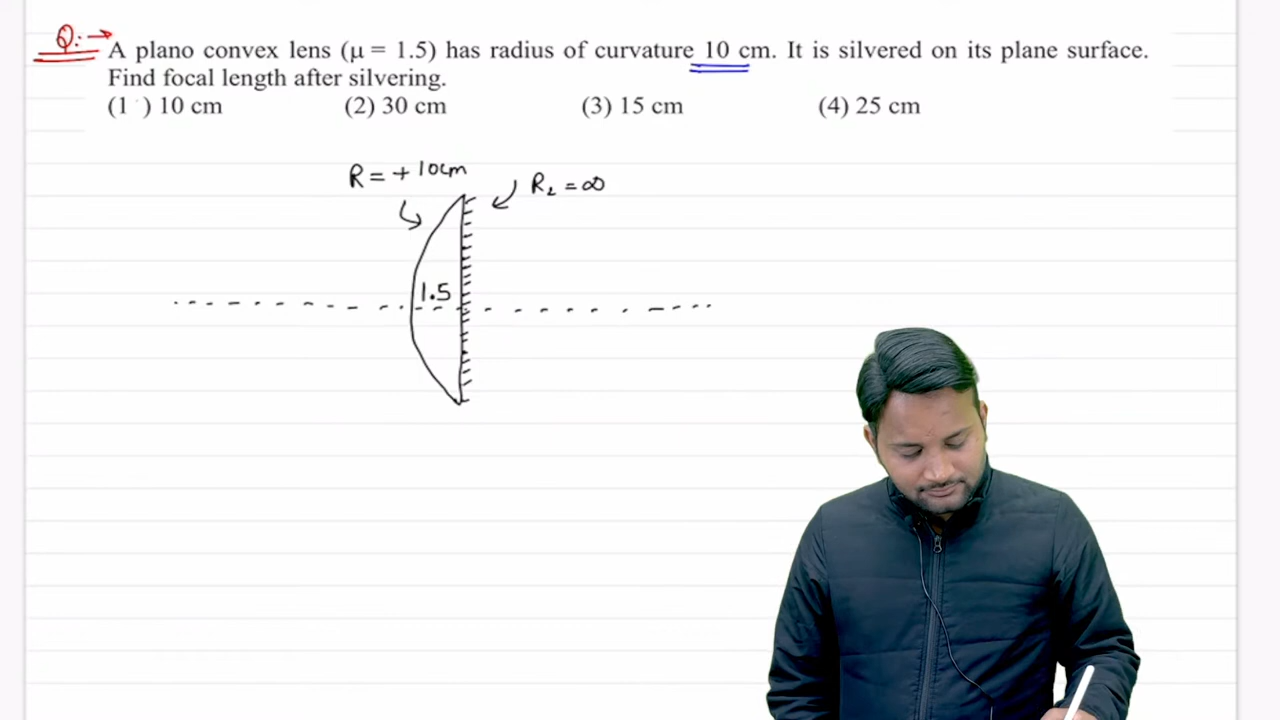 Q:→
A plano convex lens (μ = 1.5) has radius of curvature 10 cm. It is silvered on its plane surface.
Find focal length after silvering.
(1 ) 10 cm (2) 30 cm (3) 15 cm (4) 25 cm
R = + 10cm
R₂ = ∞
1.5